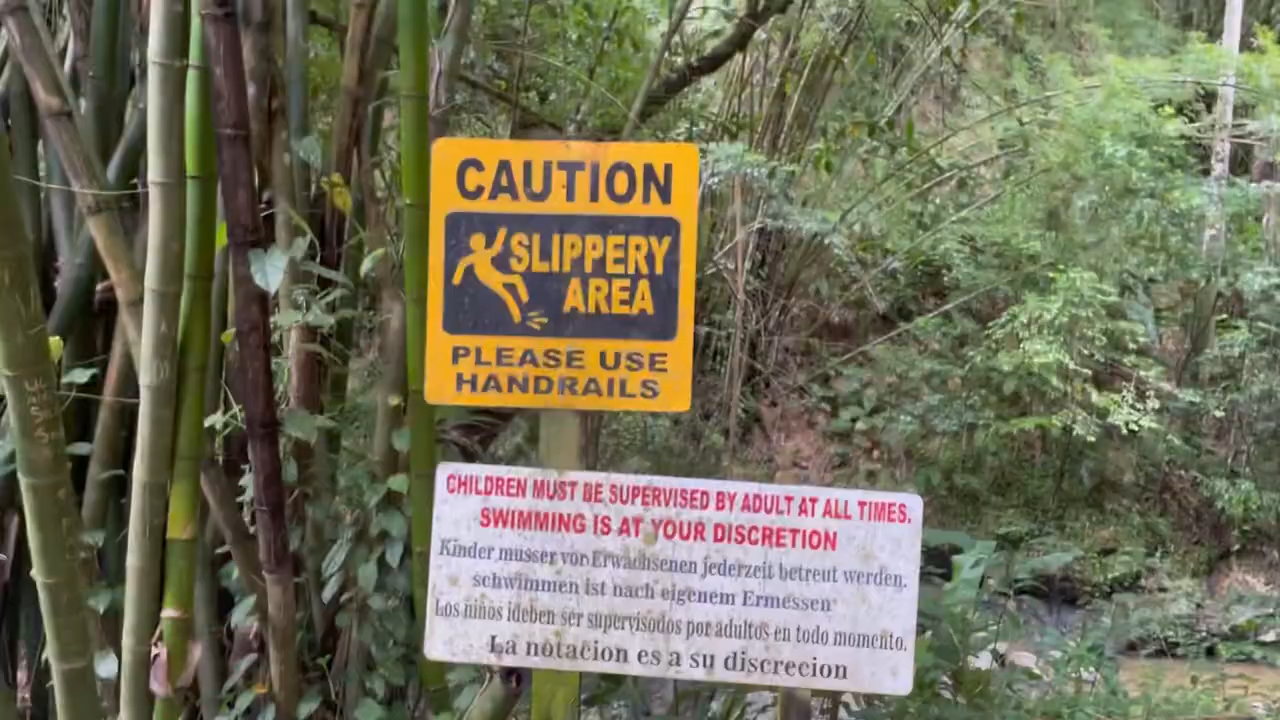 CAUTION
SLIPPERY
AREA
PLEASE USE
HANDRAILS
CHILDREN MUST BE SUPERVISED BY ADULT AT ALL TIMES.
SWIMMING IS AT YOUR DISCRETION
Kinder musser von Erwachsenen jederzeit betreut werden.
schwimmen ist nach eigenem Ermessen
Los niños ideben ser supervisodos por adultos en todo momento.
La notacion es a su discrecion